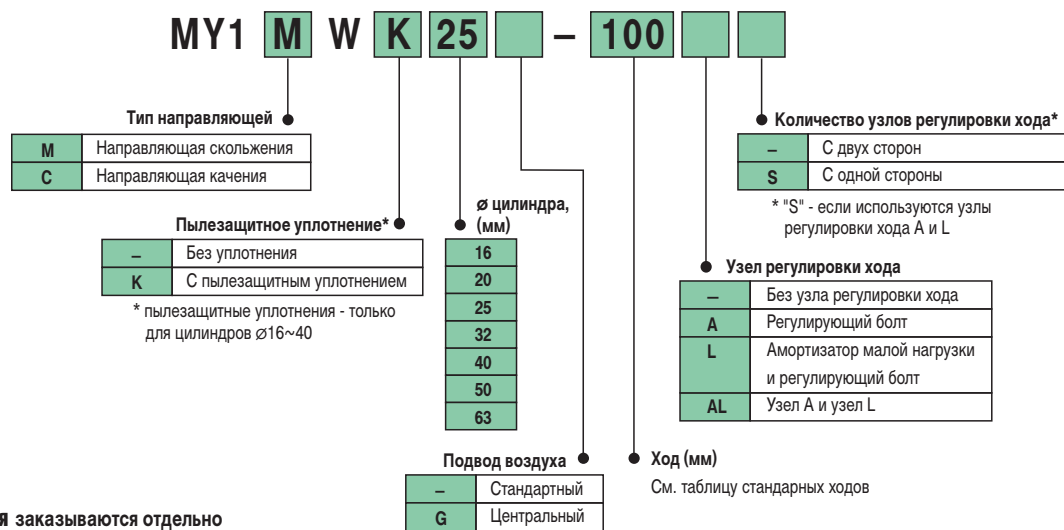 MY1 M W K 25 – 100
Тип направляющей
M Направляющая скольжения
C Направляющая качения
Количество узлов регулировки хода*
– С двух сторон
S С одной стороны
* "S" - если используются узлы
регулировки хода А и L
Пылезащитное уплотнение*
– Без уплотнения
K С пылезащитным уплотнением
* пылезащитные уплотнения - только
для цилиндров ∅16~40
ø цилиндра,
(мм)
16
20
25
32
40
50
63
Узел регулировки хода
– Без узла регулировки хода
A Регулирующий болт
L Амортизатор малой нагрузки
и регулирующий болт
AL Узел А и узел L
Подвод воздуха
– Стандартный
G Центральный
Ход (мм)
См. таблицу стандарных ходов
заказываются отдельно